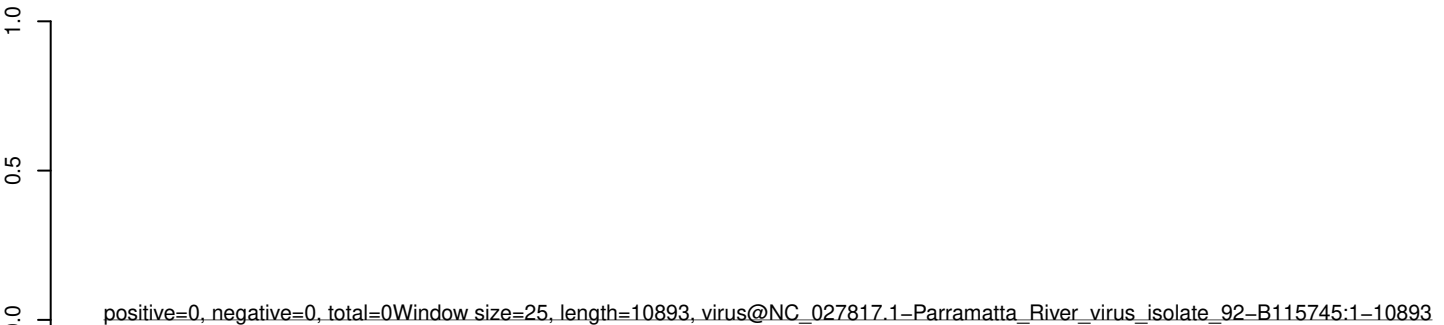 1.0
0.5
0.0
positive=0, negative=0, total=0Window size=25, length=10893, virus@NC_027817.1−Parramatta_River_virus_isolate_92−B115745:1−10893